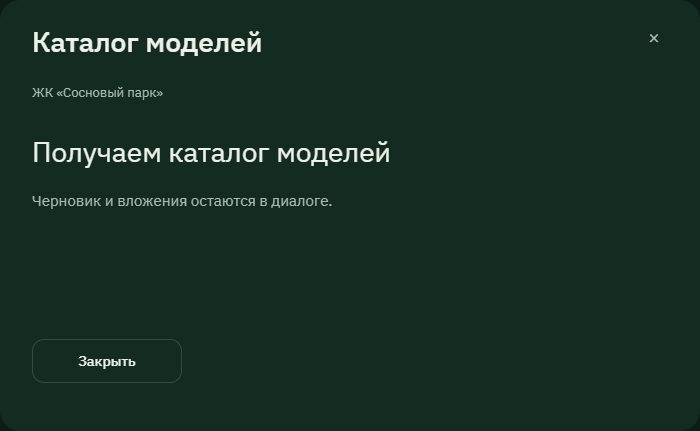 Каталог моделей
×
ЖК «Сосновый парк»
Получаем каталог моделей
Черновик и вложения остаются в диалоге.
Закрыть